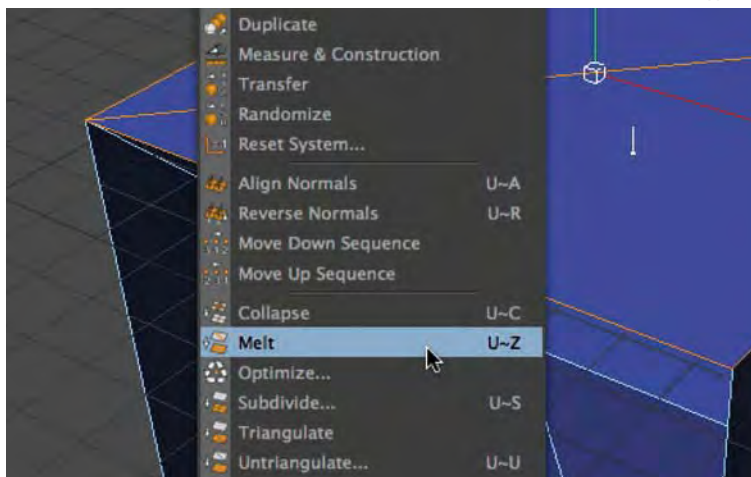 Duplicate
Measure & Construction
Transfer
Randomize
Reset System...
Align Normals U~A
Reverse Normals U~R
Move Down Sequence
Move Up Sequence
Collapse U~C
Melt U~Z
Optimize...
Subdivide... U~S
Triangulate
Untriangulate... U~U